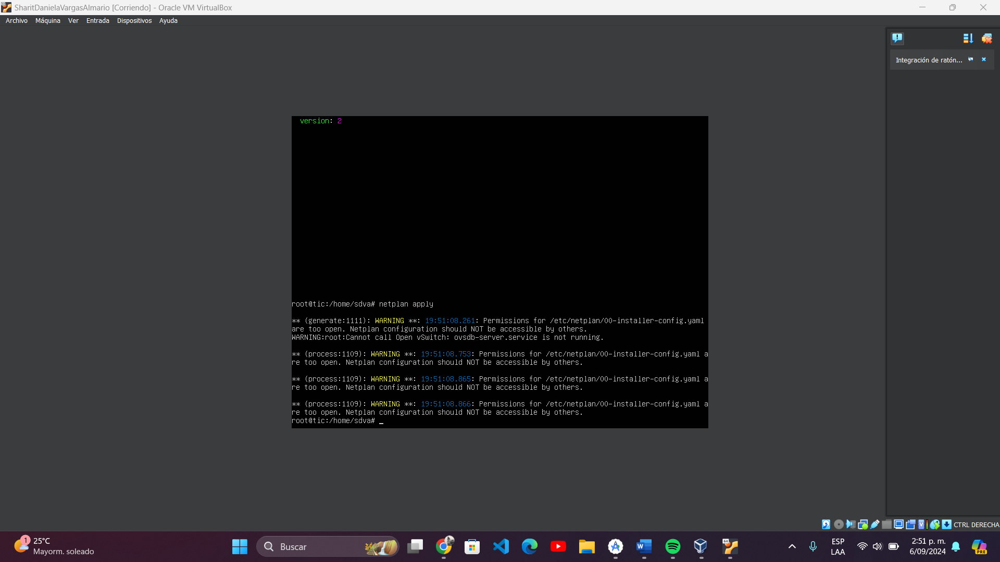 SharitDanielaVargasAlmario [Corriendo] - Oracle VM VirtualBox
Archivo Máquina Ver Entrada Dispositivos Ayuda
Integración de ratón...
version: 2
root@tic:/home/sdva# netplan apply
** (generate:1111): WARNING **: 19:51:08.261: Permissions for /etc/netplan/00-installer-config.yaml
are too open. Netplan configuration should NOT be accessible by others.
WARNING:root:Cannot call Open vSwitch: ovsdb-server.service is not running.
** (process:1109): WARNING **: 19:51:08.753: Permissions for /etc/netplan/00-installer-config.yaml a
re too open. Netplan configuration should NOT be accessible by others.
** (process:1109): WARNING **: 19:51:08.865: Permissions for /etc/netplan/00-installer-config.yaml a
re too open. Netplan configuration should NOT be accessible by others.
** (process:1109): WARNING **: 19:51:08.866: Permissions for /etc/netplan/00-installer-config.yaml a
re too open. Netplan configuration should NOT be accessible by others.
root@tic:/home/sdva# _
CTRL DERECHA
1
25°C
Mayorm. soleado
Buscar
64
ESP
LAA
2:51 p. m.
6/09/2024
PRE